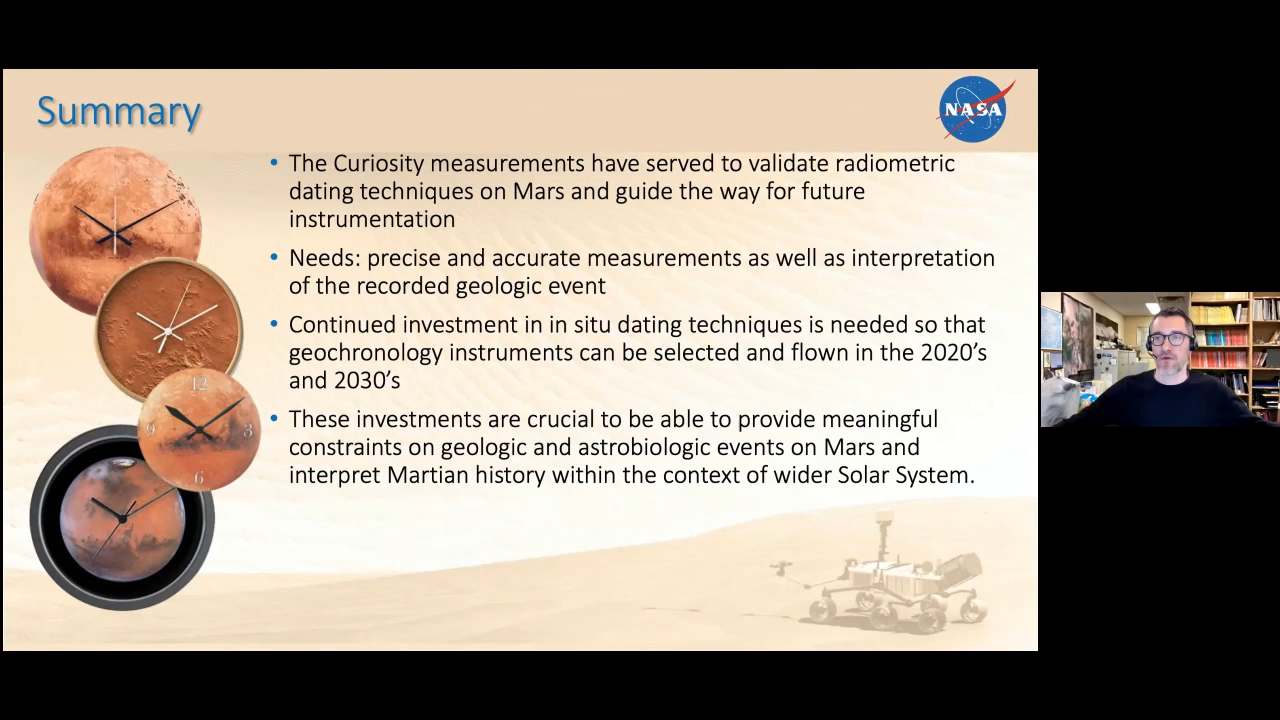 Summary
NASA
• The Curiosity measurements have served to validate radiometric
dating techniques on Mars and guide the way for future
instrumentation
• Needs: precise and accurate measurements as well as interpretation
of the recorded geologic event
• Continued investment in in situ dating techniques is needed so that
geochronology instruments can be selected and flown in the 2020’s
and 2030’s
• These investments are crucial to be able to provide meaningful
constraints on geologic and astrobiologic events on Mars and
interpret Martian history within the context of wider Solar System.
12
9
3
6